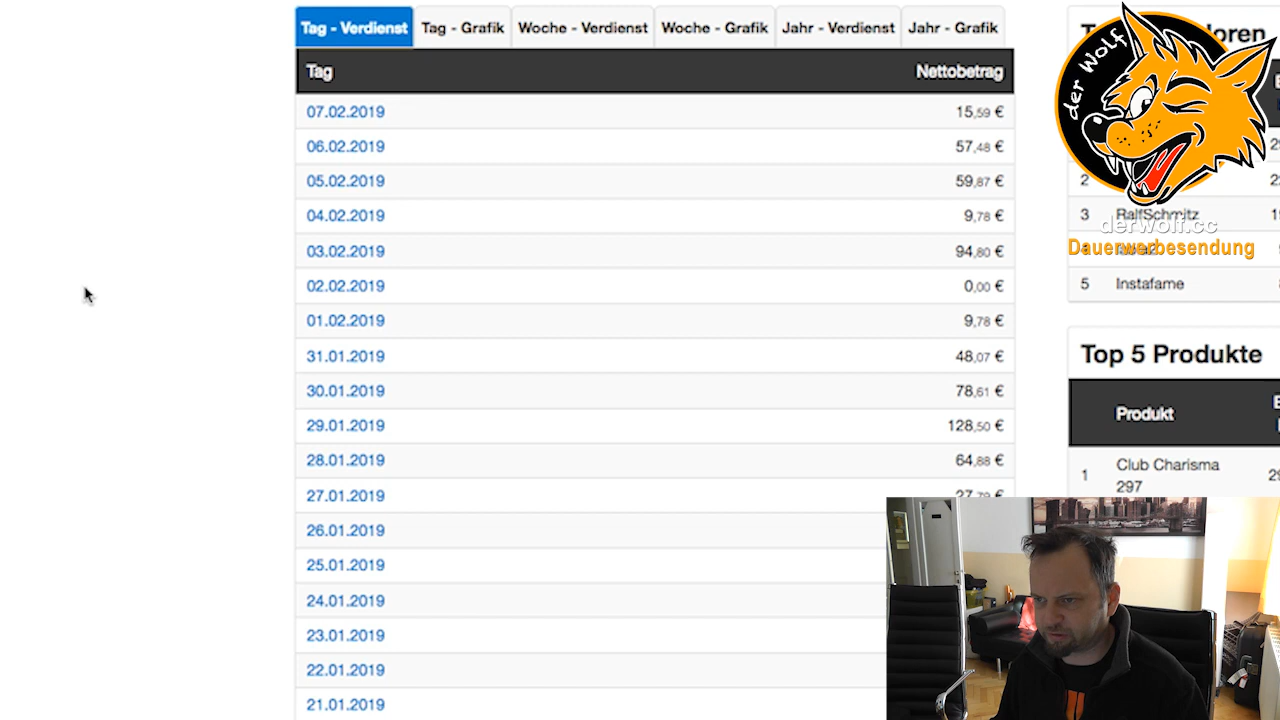 Tag - Verdienst Tag - Grafik Woche - Verdienst Woche - Grafik Jahr - Verdienst Jahr - Grafik
Tag Nettobetrag
07.02.2019 15,59 €
06.02.2019 57,48 €
05.02.2019 59,87 €
04.02.2019 9,78 €
03.02.2019 94,80 €
02.02.2019 0,00 €
01.02.2019 9,78 €
31.01.2019 48,07 €
30.01.2019 78,61 €
29.01.2019 128,50 €
28.01.2019 64,88 €
27.01.2019 27,79 €
26.01.2019
25.01.2019
24.01.2019
23.01.2019
22.01.2019
21.01.2019
der Wolf
2
3 RalfSchmitz
derwolf.cc
Dauerwerbesendung
5 Instafame
Top 5 Produkte
Produkt
1 Club Charisma
297